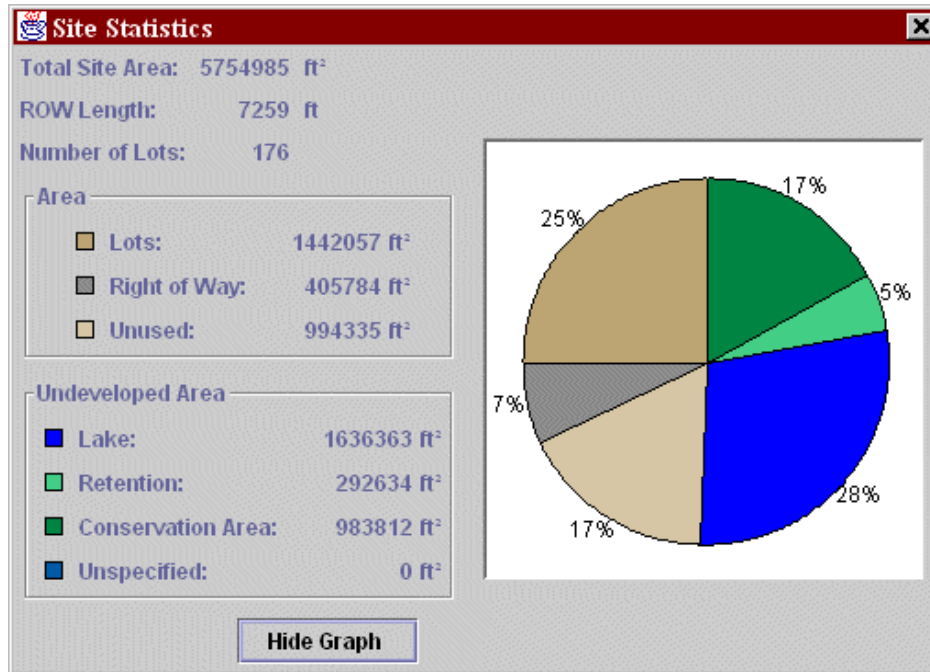 Site Statistics
Total Site Area: 5754985 ft²
ROW Length: 7259 ft
Number of Lots: 176
Area
Lots: 1442057 ft²
Right of Way: 405784 ft²
Unused: 994335 ft²
Undeveloped Area
Lake: 1636363 ft²
Retention: 292634 ft²
Conservation Area: 983812 ft²
Unspecified: 0 ft²
Hide Graph
17%
25%
5%
7%
28%
17%